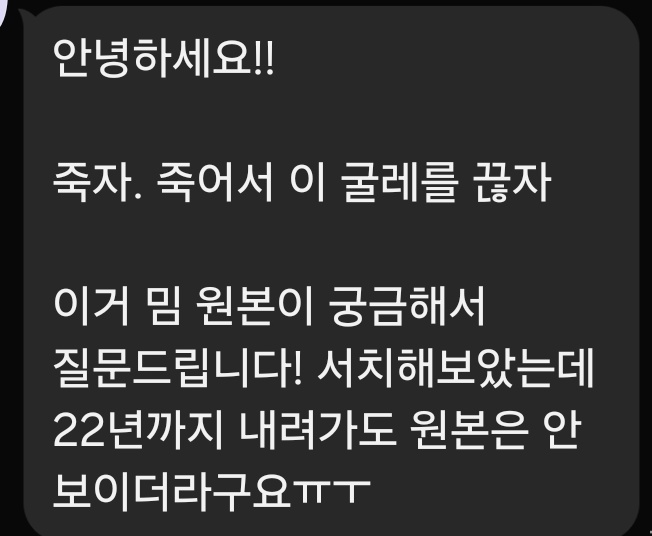 안녕하세요!!
죽자. 죽어서 이 굴레를 끊자
이거 밈 원본이 궁금해서
질문드립니다! 서치해보았는데
22년까지 내려가도 원본은 안
보이더라구요ㅠㅜ